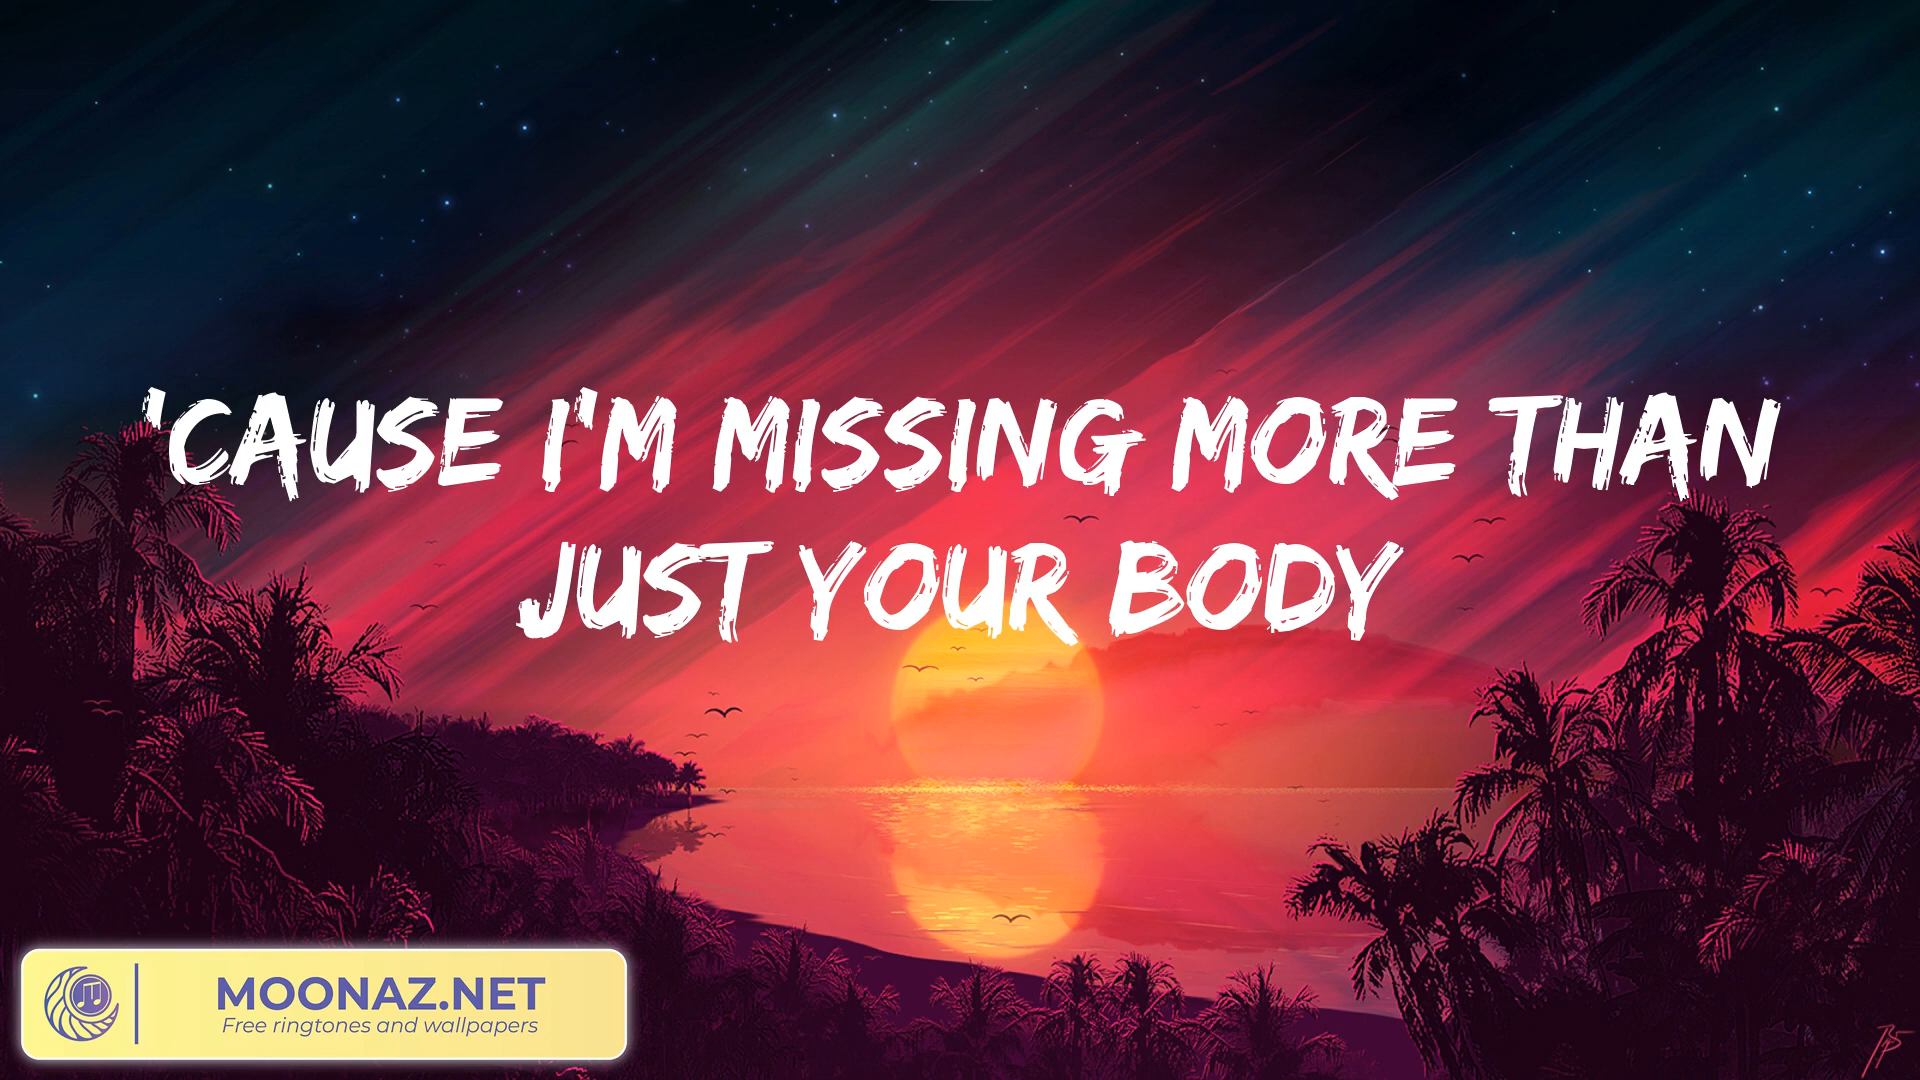 'CAUSE I'M MISSING MORE THAN
JUST YOUR BODY
MOONAZ.NET
Free ringtones and wallpapers